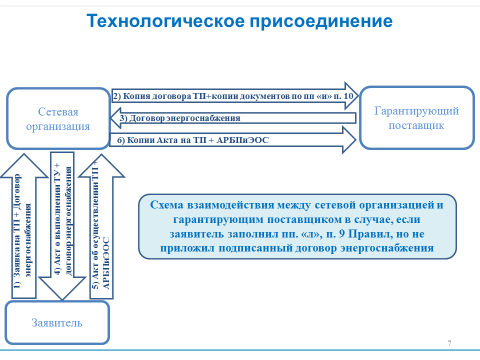 Технологическое присоединение
2) Копия договора ТП+копии документов по пп «и» п. 10
3) Договор энергоснабжения
6) Копии Акта на ТП + АРБПиЭОС
Сетевая
организация
Гарантирующий
поставщик
1) Заявка на ТП + Договор
энергоснабжения
4) Акт о выполнении ТУ +
договор энергоснабжения
5) Акт об осуществлении ТП +
АРБПиЭОС
Схема взаимодействия между сетевой организацией и
гарантирующим поставщиком в случае, если
заявитель заполнил пп. «л», п. 9 Правил, но не
приложил подписанный договор энергоснабжения
Заявитель
7